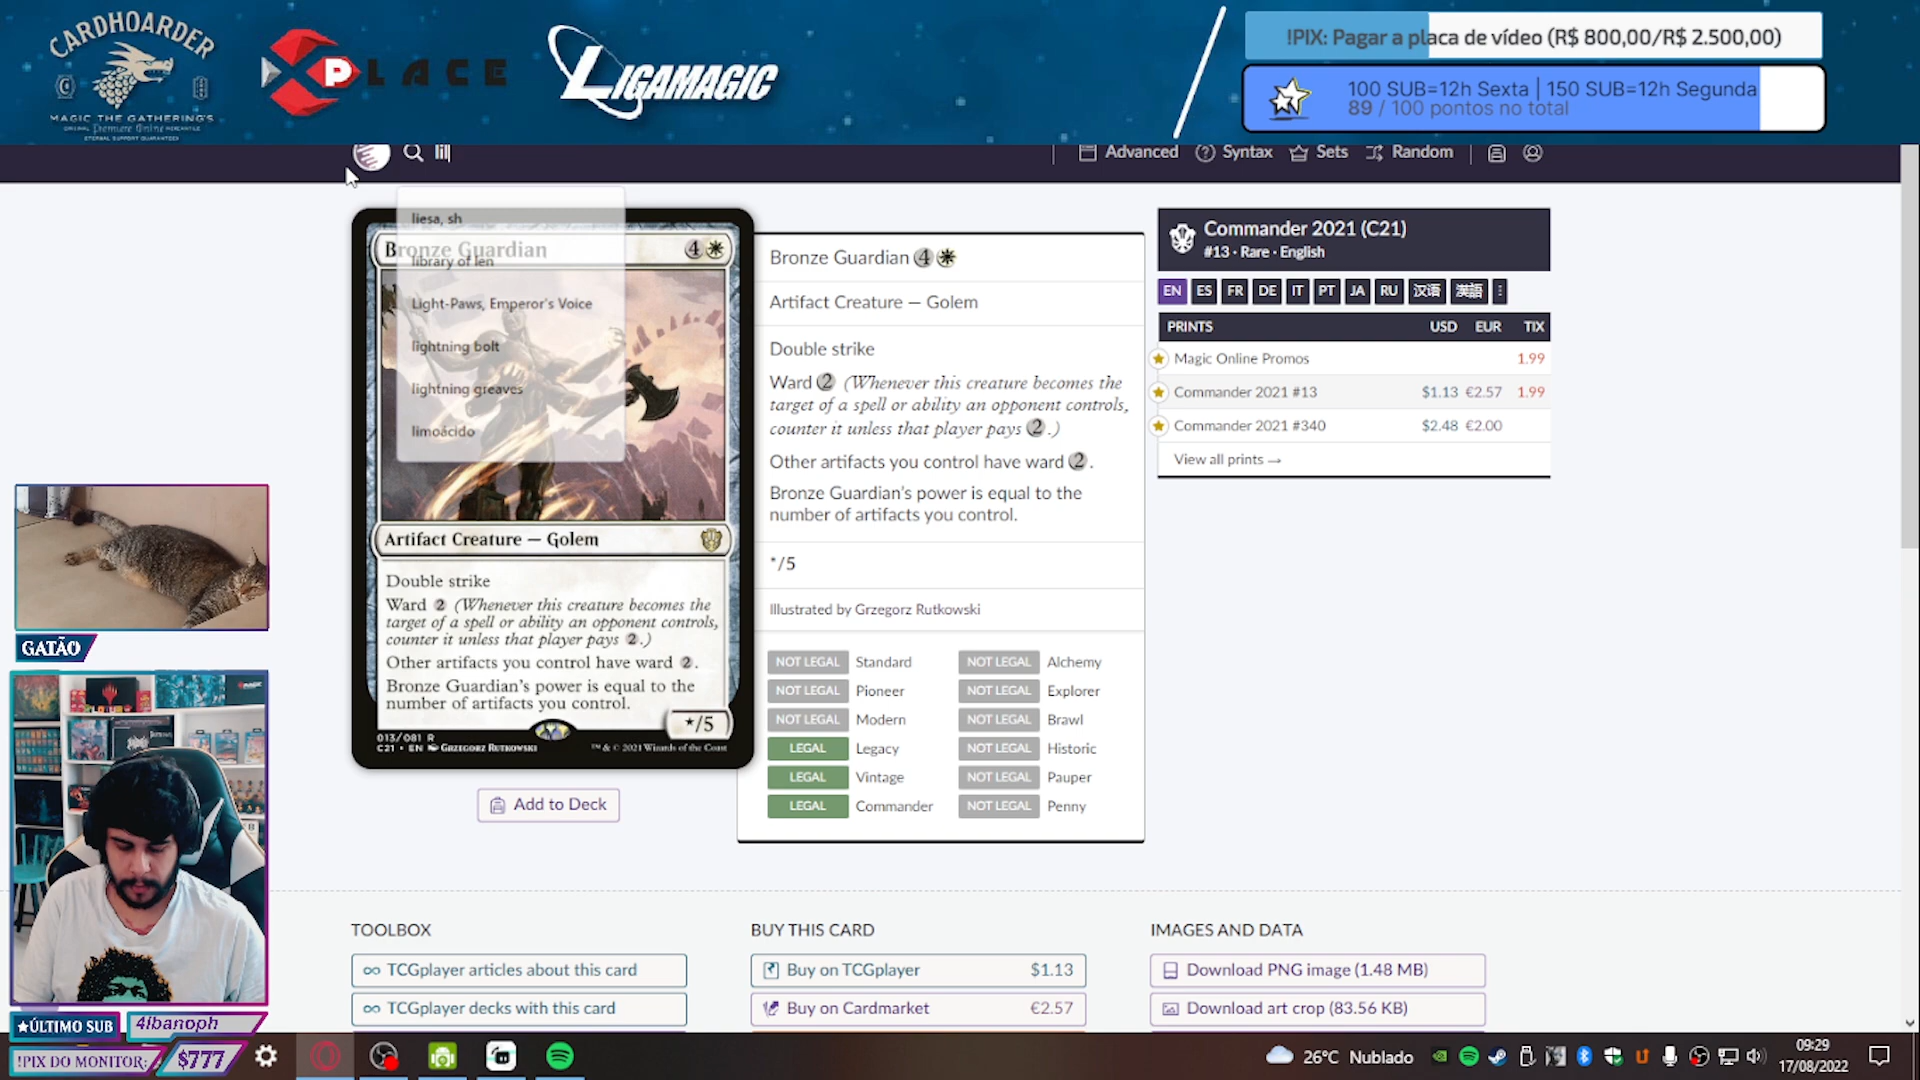 CARDHOARDER
MAGIC THE GATHERING'S
PLACE
LIGAMAGIC
!PIX: Pagar a placa de vídeo (R$ 800,00/R$ 2.500,00)
100 SUB=12h Sexta | 150 SUB=12h Segunda
89 / 100 pontos no total
lil
Advanced
Syntax
Sets
Random
liesa, sh
library of len
Light-Paws, Emperor's Voice
lightning bolt
lightning greaves
limoácido
Bronze Guardian 4
Artifact Creature — Golem
Double strike
Ward 2 (Whenever this creature becomes the
target of a spell or ability an opponent controls,
counter it unless that player pays 2.)
Other artifacts you control have ward 2.
Bronze Guardian's power is equal to the
number of artifacts you control.
*/5
013/081 R
C21 • EN GRZEGORZ RUTKOWSKI
™ & © 2021 Wizards of the Coast
Add to Deck
Bronze Guardian 4
Artifact Creature — Golem
Double strike
Ward 2 (Whenever this creature becomes the
target of a spell or ability an opponent controls,
counter it unless that player pays 2.)
Other artifacts you control have ward 2.
Bronze Guardian's power is equal to the
number of artifacts you control.
*/5
Illustrated by Grzegorz Rutkowski
NOT LEGAL Standard NOT LEGAL Alchemy
NOT LEGAL Pioneer NOT LEGAL Explorer
NOT LEGAL Modern NOT LEGAL Brawl
LEGAL Legacy NOT LEGAL Historic
LEGAL Vintage NOT LEGAL Pauper
LEGAL Commander NOT LEGAL Penny
Commander 2021 (C21)
#13 · Rare · English
EN ES FR DE IT PT JA RU 汉语 漢語
PRINTS USD EUR TIX
Magic Online Promos 1.99
Commander 2021 #13 $1.13 €2.57 1.99
Commander 2021 #340 $2.48 €2.00
View all prints →
GATÃO
★ÚLTIMO SUB
4lbanoph
!PIX DO MONITOR:
$777
TOOLBOX
TCGplayer articles about this card
TCGplayer decks with this card
BUY THIS CARD
Buy on TCGplayer $1.13
Buy on Cardmarket €2.57
IMAGES AND DATA
Download PNG image (1.48 MB)
Download art crop (83.56 KB)
26°C Nublado
09:29
17/08/2022